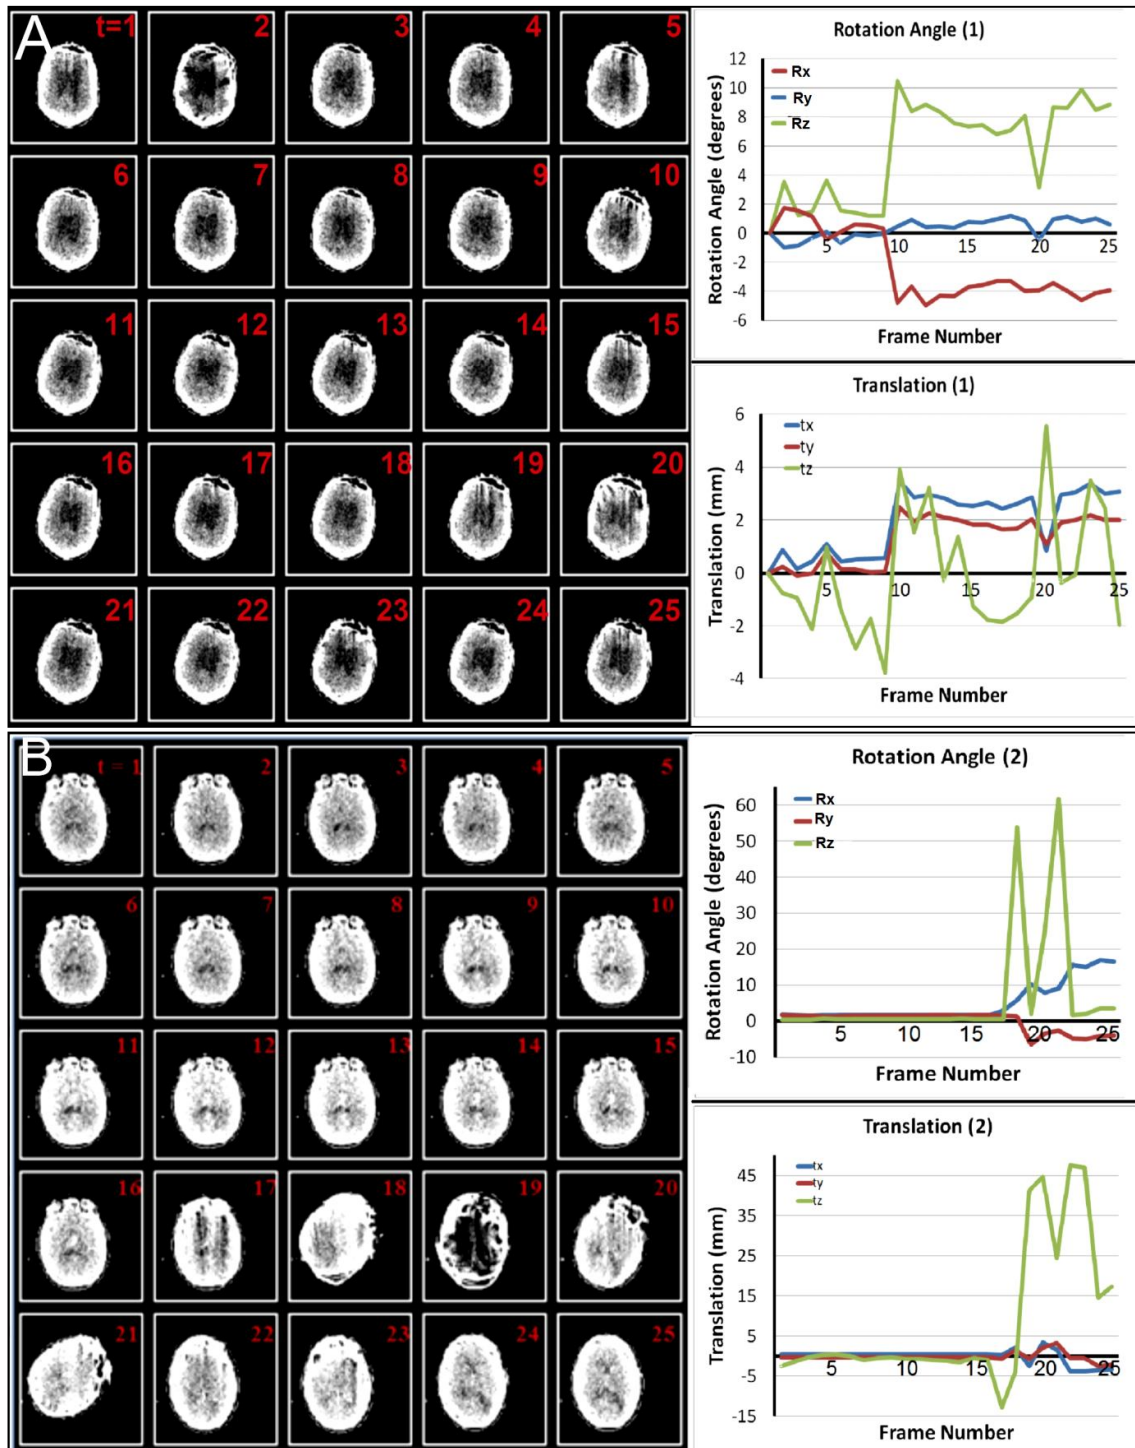 A
t=1 2 3 4 5
6 7 8 9 10
11 12 13 14 15
16 17 18 19 20
21 22 23 24 25
Rotation Angle (1)
Rotation Angle (degrees)
12
10
8
6
4
2
0
-2
-4
-6
Rx
Ry
Rz
5 10 15 20 25
Frame Number
Translation (1)
Translation (mm)
6
4
2
0
-2
-4
tx
ty
tz
5 10 15 20 25
Frame Number
B
t = 1 2 3 4 5
6 7 8 9 10
11 12 13 14 15
16 17 18 19 20
21 22 23 24 25
Rotation Angle (2)
Rotation Angle (degrees)
60
50
40
30
20
10
0
-10
Rx
Ry
Rz
5 10 15 20 25
Frame Number
Translation (2)
Translation (mm)
45
35
25
15
5
-5
-15
tx
ty
tz
5 10 15 20 25
Frame Number